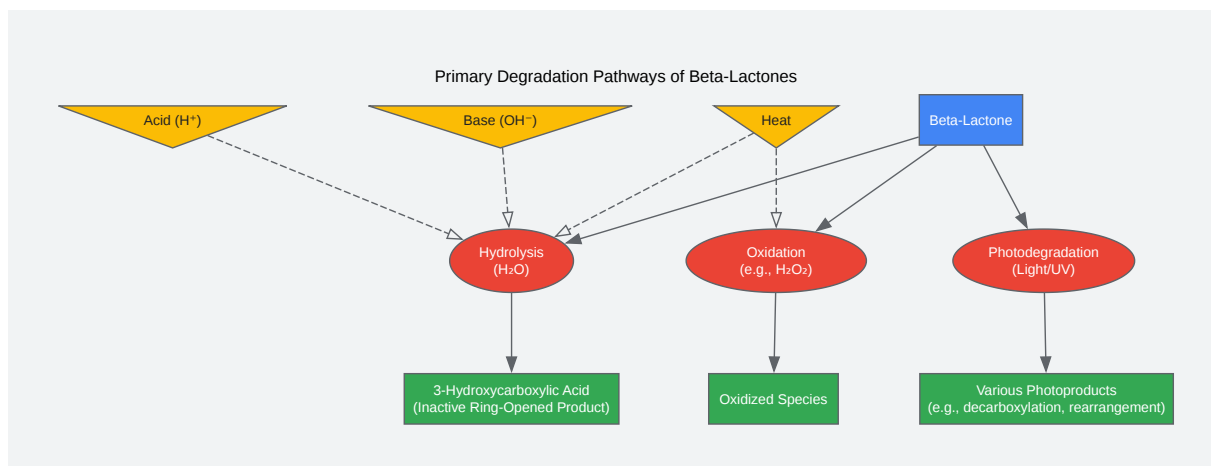 Primary Degradation Pathways of Beta-Lactones
Acid (H⁺)
Base (OH⁻)
Heat
Beta-Lactone
Hydrolysis
(H₂O)
Oxidation
(e.g., H₂O₂)
Photodegradation
(Light/UV)
3-Hydroxycarboxylic Acid
(Inactive Ring-Opened Product)
Oxidized Species
Various Photoproducts
(e.g., decarboxylation, rearrangement)